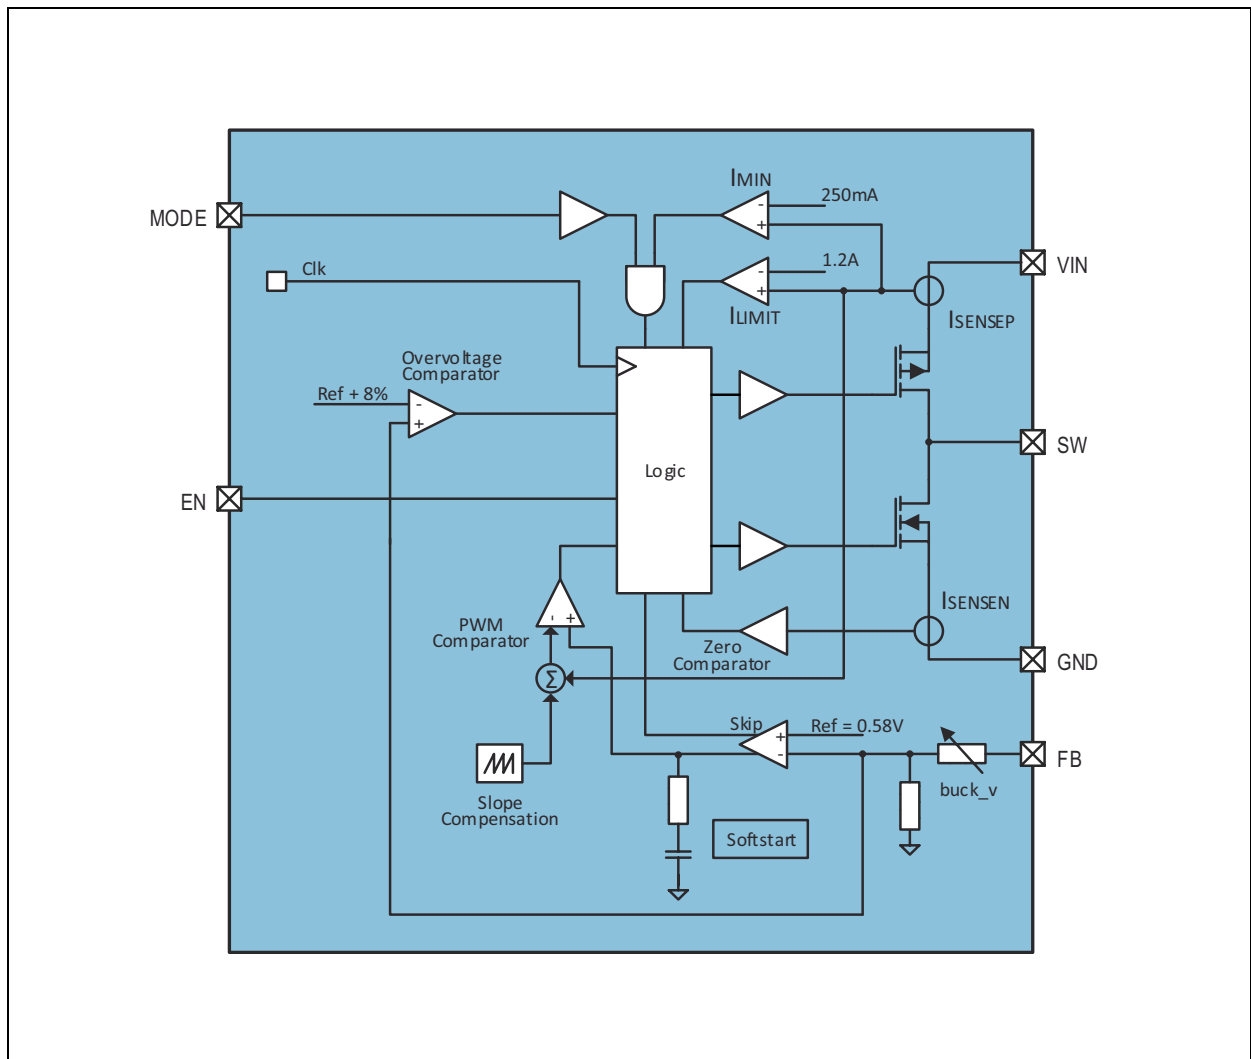 IMIN
250mA
-
+
MODE
Clk
1.2A
-
+
VIN
ILIMIT
ISENSEP
Overvoltage
Comparator
Ref + 8%
-
+
SW
Logic
EN
ISENSEN
- +
PWM
Comparator
Zero
Comparator
GND
Σ
Skip
Ref = 0.58V
+
-
FB
buck_v
Slope
Compensation
Softstart